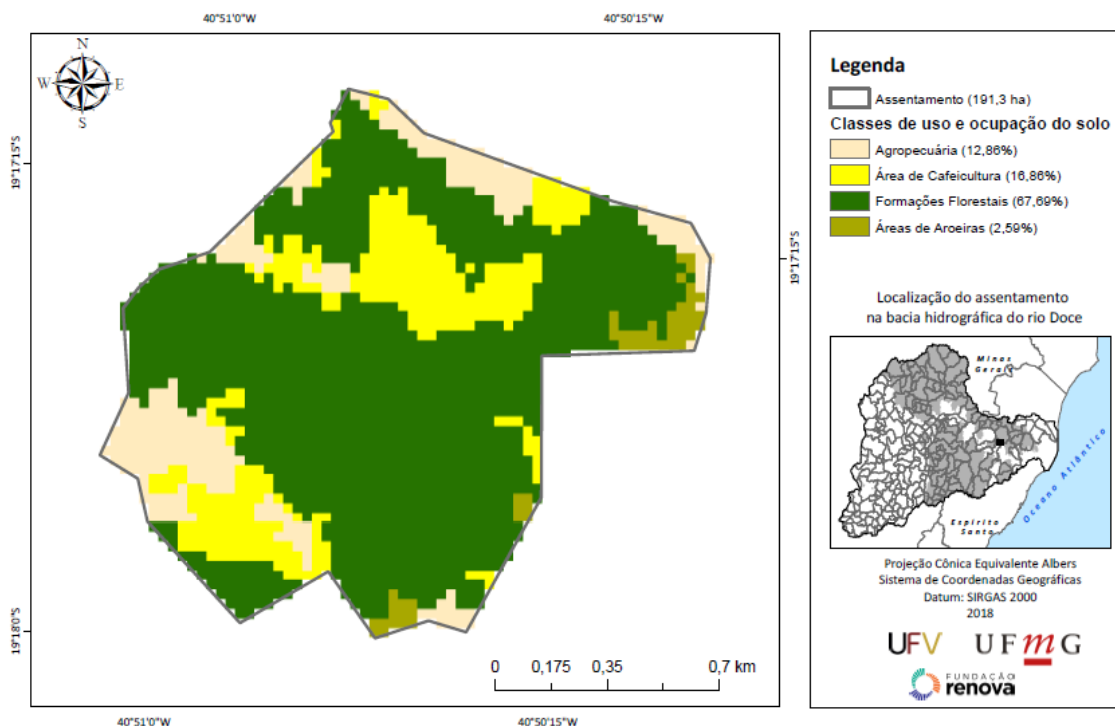 40°51'0"W
40°50'15"W
N
W
E
S
19°17'15"S
19°17'15"S
19°18'0"S
0
0,175
0,35
0,7 km
40°51'0"W
40°50'15"W
Legenda
Assentamento (191,3 ha)
Classes de uso e ocupação do solo
Agropecuária (12,86%)
Área de Cafeicultura (16,86%)
Formações Florestais (67,69%)
Áreas de Aroeiras (2,59%)
Localização do assentamento
na bacia hidrográfica do rio Doce
Minas
Gerais
Oceano Atlântico
Espírito
Santo
Projeção Cônica Equivalente Albers
Sistema de Coordenadas Geográficas
Datum: SIRGAS 2000
2018
UFV
UFmG
FUNDAÇÃO
renova